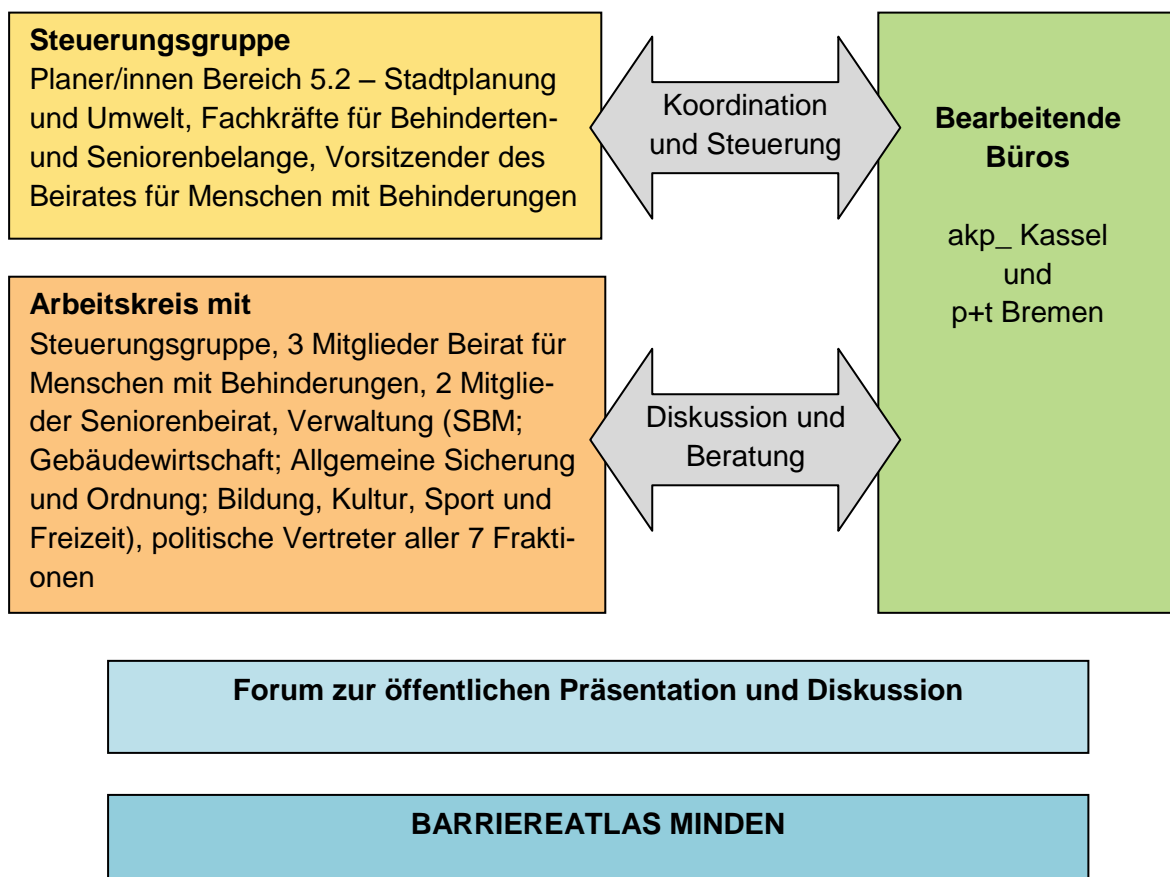 Steuerungsgruppe
Planer/innen Bereich 5.2 – Stadtplanung
und Umwelt, Fachkräfte für Behinderten-
und Seniorenbelange, Vorsitzender des
Beirates für Menschen mit Behinderungen
Koordination
und Steuerung
Bearbeitende
Büros
akp_ Kassel
und
p+t Bremen
Arbeitskreis mit
Steuerungsgruppe, 3 Mitglieder Beirat für
Menschen mit Behinderungen, 2 Mitglie-
der Seniorenbeirat, Verwaltung (SBM;
Gebäudewirtschaft; Allgemeine Sicherung
und Ordnung; Bildung, Kultur, Sport und
Freizeit), politische Vertreter aller 7 Frakti-
onen
Diskussion und
Beratung
Forum zur öffentlichen Präsentation und Diskussion
BARRIEREATLAS MINDEN